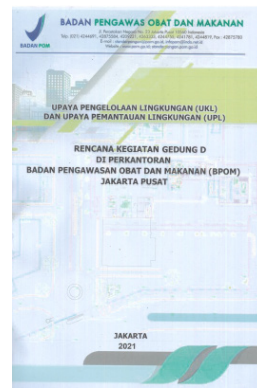 BADAN PENGAWAS OBAT DAN MAKANAN
BADAN POM
UPAYA PENGELOLAAN LINGKUNGAN (UKL)
DAN UPAYA PEMANTAUAN LINGKUNGAN (UPL)
RENCANA KEGIATAN GEDUNG D
DI PERKANTORAN
BADAN PENGAWASAN OBAT DAN MAKANAN (BPOM)
JAKARTA PUSAT
JAKARTA
2021